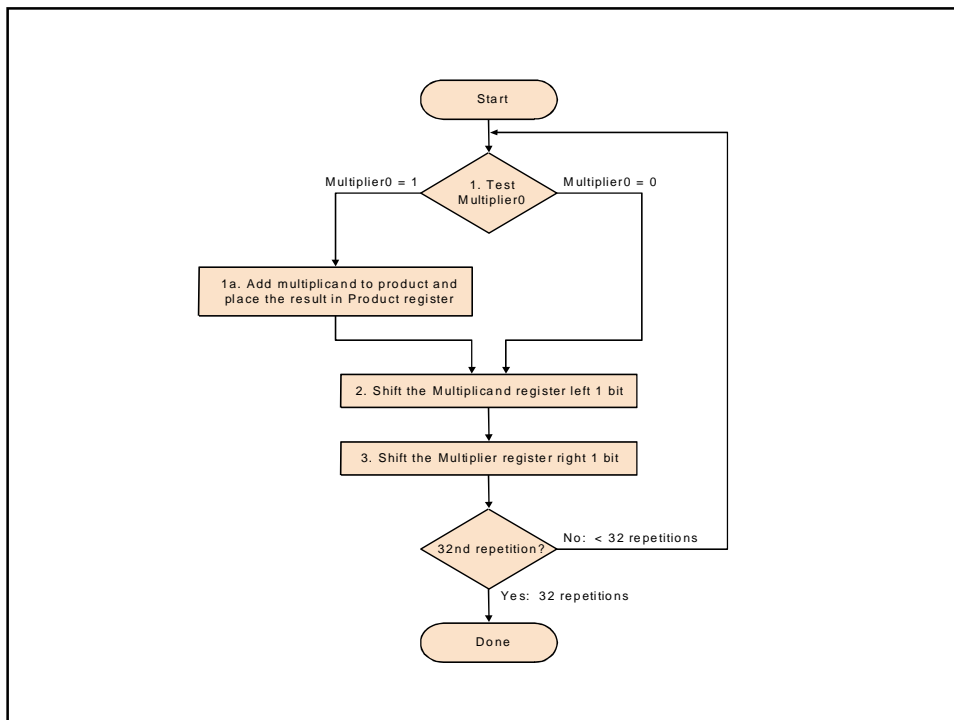 Start
Multiplier0 = 1
1. Test
Multiplier0
Multiplier0 = 0
1a. Add multiplicand to product and
place the result in Product register
2. Shift the Multiplicand register left 1 bit
3. Shift the Multiplier register right 1 bit
32nd repetition?
No: < 32 repetitions
Yes: 32 repetitions
Done